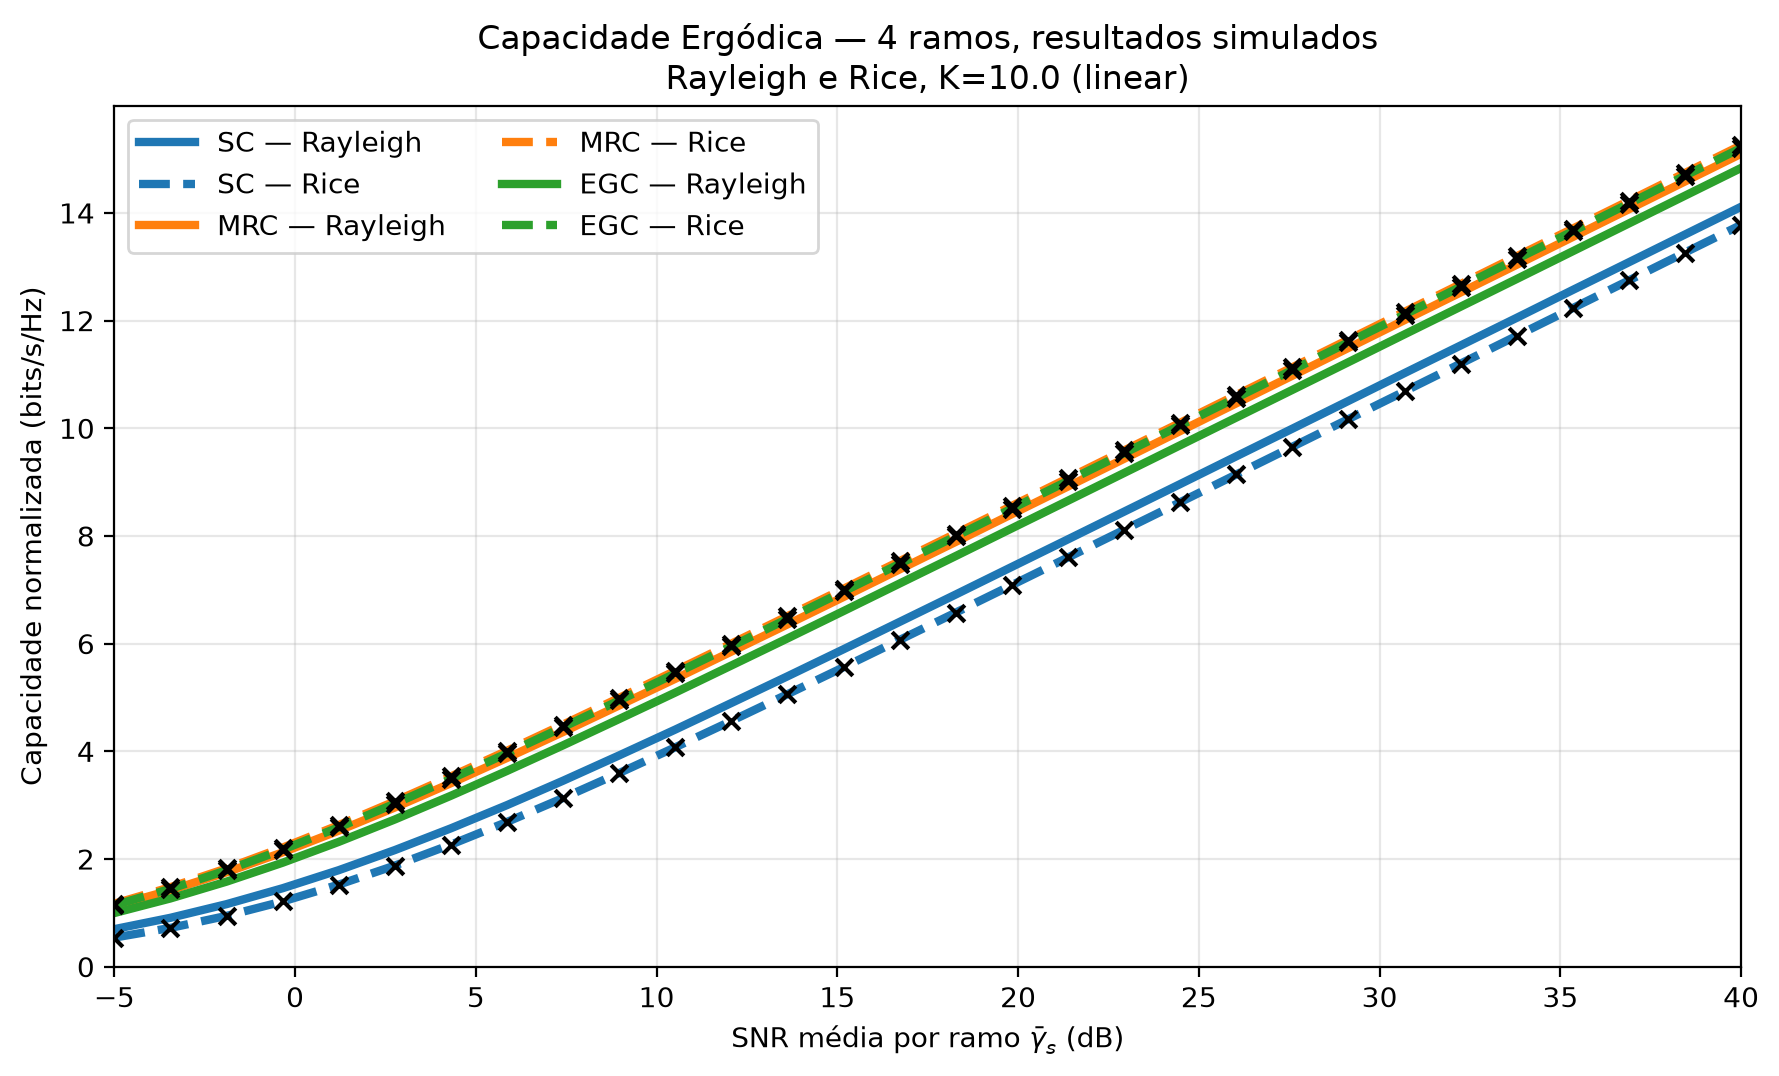 Capacidade Ergódica — 4 ramos, resultados simulados
Rayleigh e Rice, K=10.0 (linear)
SC — Rayleigh
SC — Rice
MRC — Rayleigh
MRC — Rice
EGC — Rayleigh
EGC — Rice
Capacidade normalizada (bits/s/Hz)
14
12
10
8
6
4
2
0
−5
0
5
10
15
20
25
30
35
40
SNR média por ramo γ̄ₛ (dB)